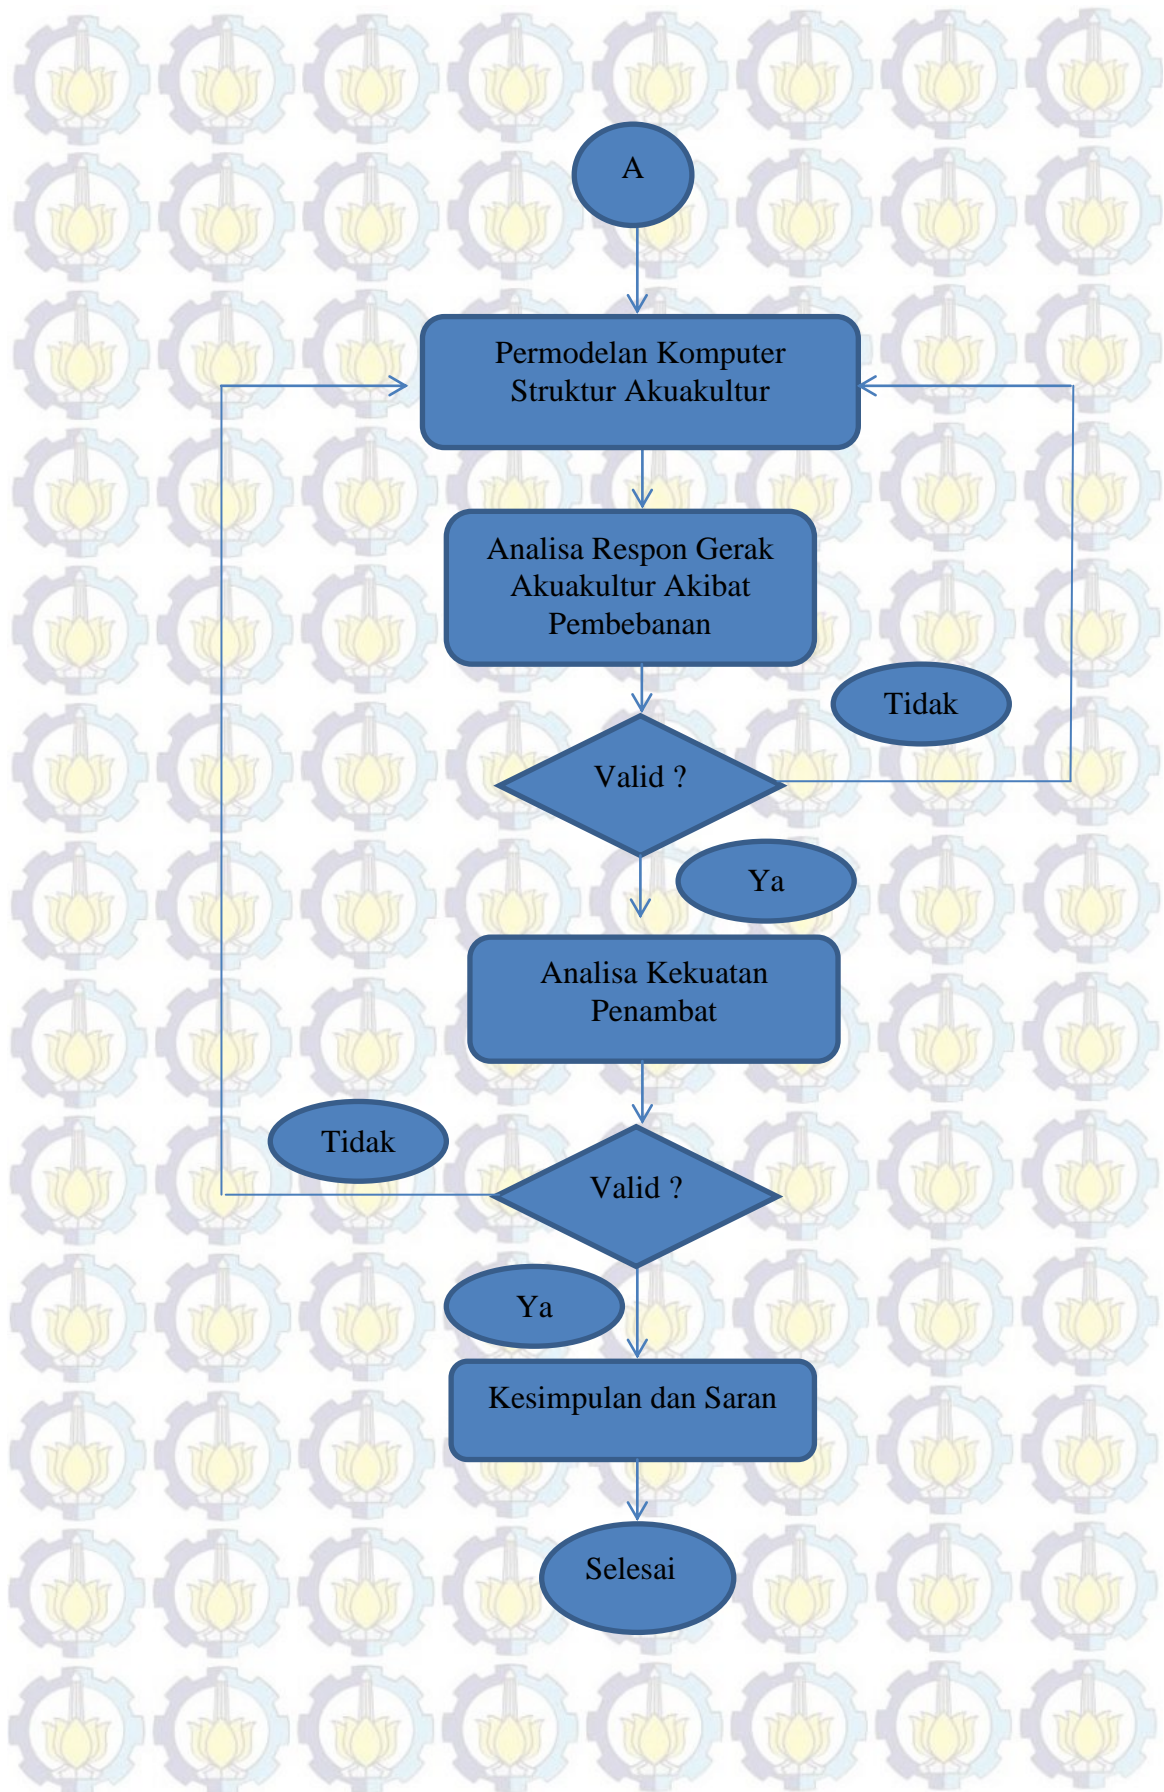 A
Permodelan Komputer
Struktur Akuakultur
Analisa Respon Gerak
Akuakultur Akibat
Pembebanan
Tidak
Valid ?
Ya
Analisa Kekuatan
Penambat
Tidak
Valid ?
Ya
Kesimpulan dan Saran
Selesai